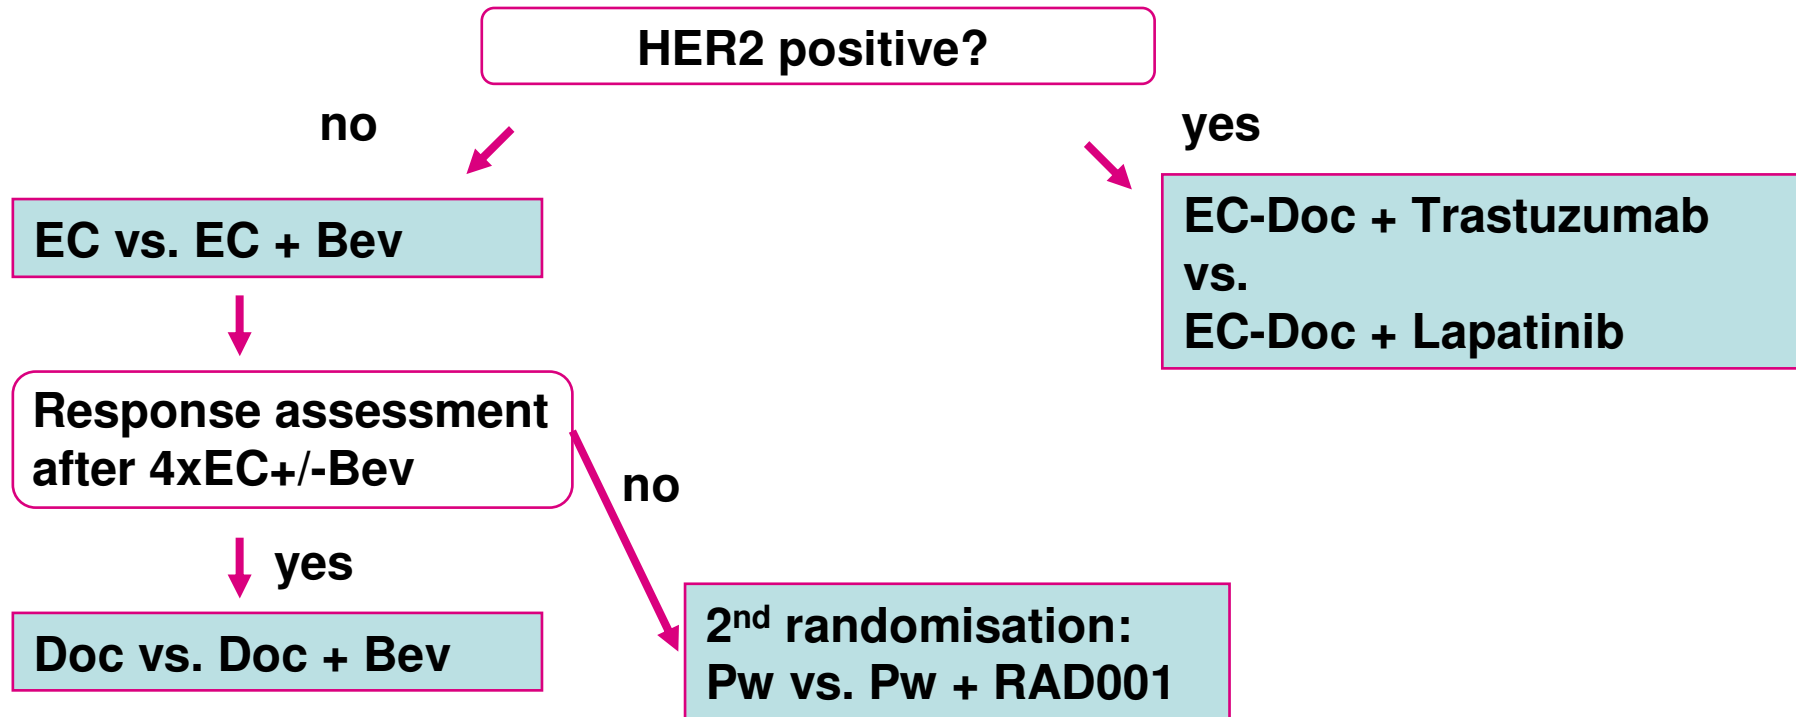 HER2 positive?
no
yes
EC vs. EC + Bev
EC-Doc + Trastuzumab
vs.
EC-Doc + Lapatinib
Response assessment
after 4xEC+/-Bev
no
yes
Doc vs. Doc + Bev
2nd randomisation:
Pw vs. Pw + RAD001